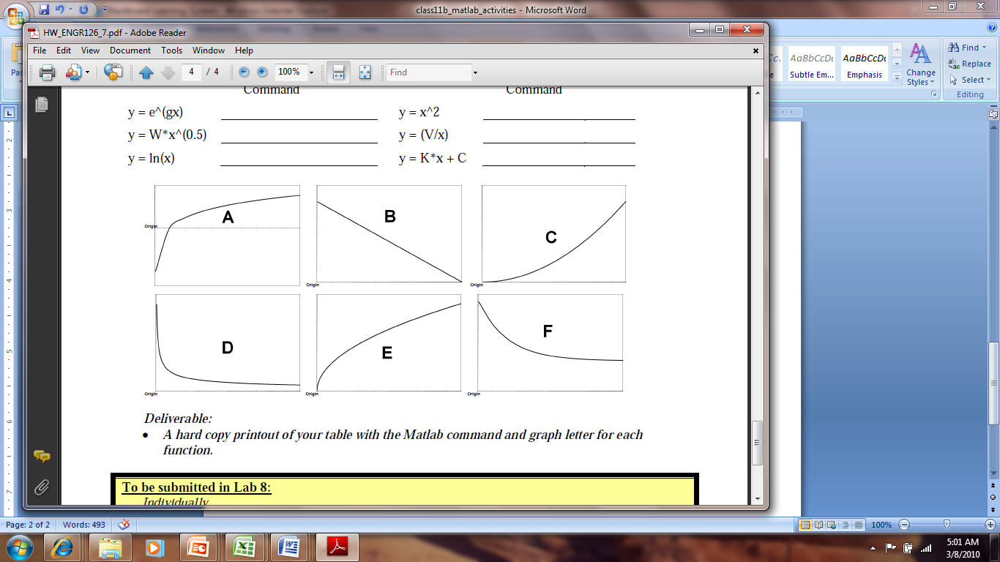 class11b_matlab_activities - Microsoft Word
HW_ENGR126_7.pdf - Adobe Reader
File Edit View Document Tools Window Help
4 / 4 100% Find
AaBbCcDc AaBbCcDc
Subtle Em... Emphasis
Change Styles
Find
Replace
Select
Editing
Command Command
y = e^(gx) y = x^2
y = W*x^(0.5) y = (V/x)
y = ln(x) y = K*x + C
A B C
Origin Origin Origin
D E F
Origin Origin Origin
Deliverable:
• A hard copy printout of your table with the Matlab command and graph letter for each
function.
To be submitted in Lab 8:
Individually
Page: 2 of 2 Words: 493 100%
5:01 AM
3/8/2010